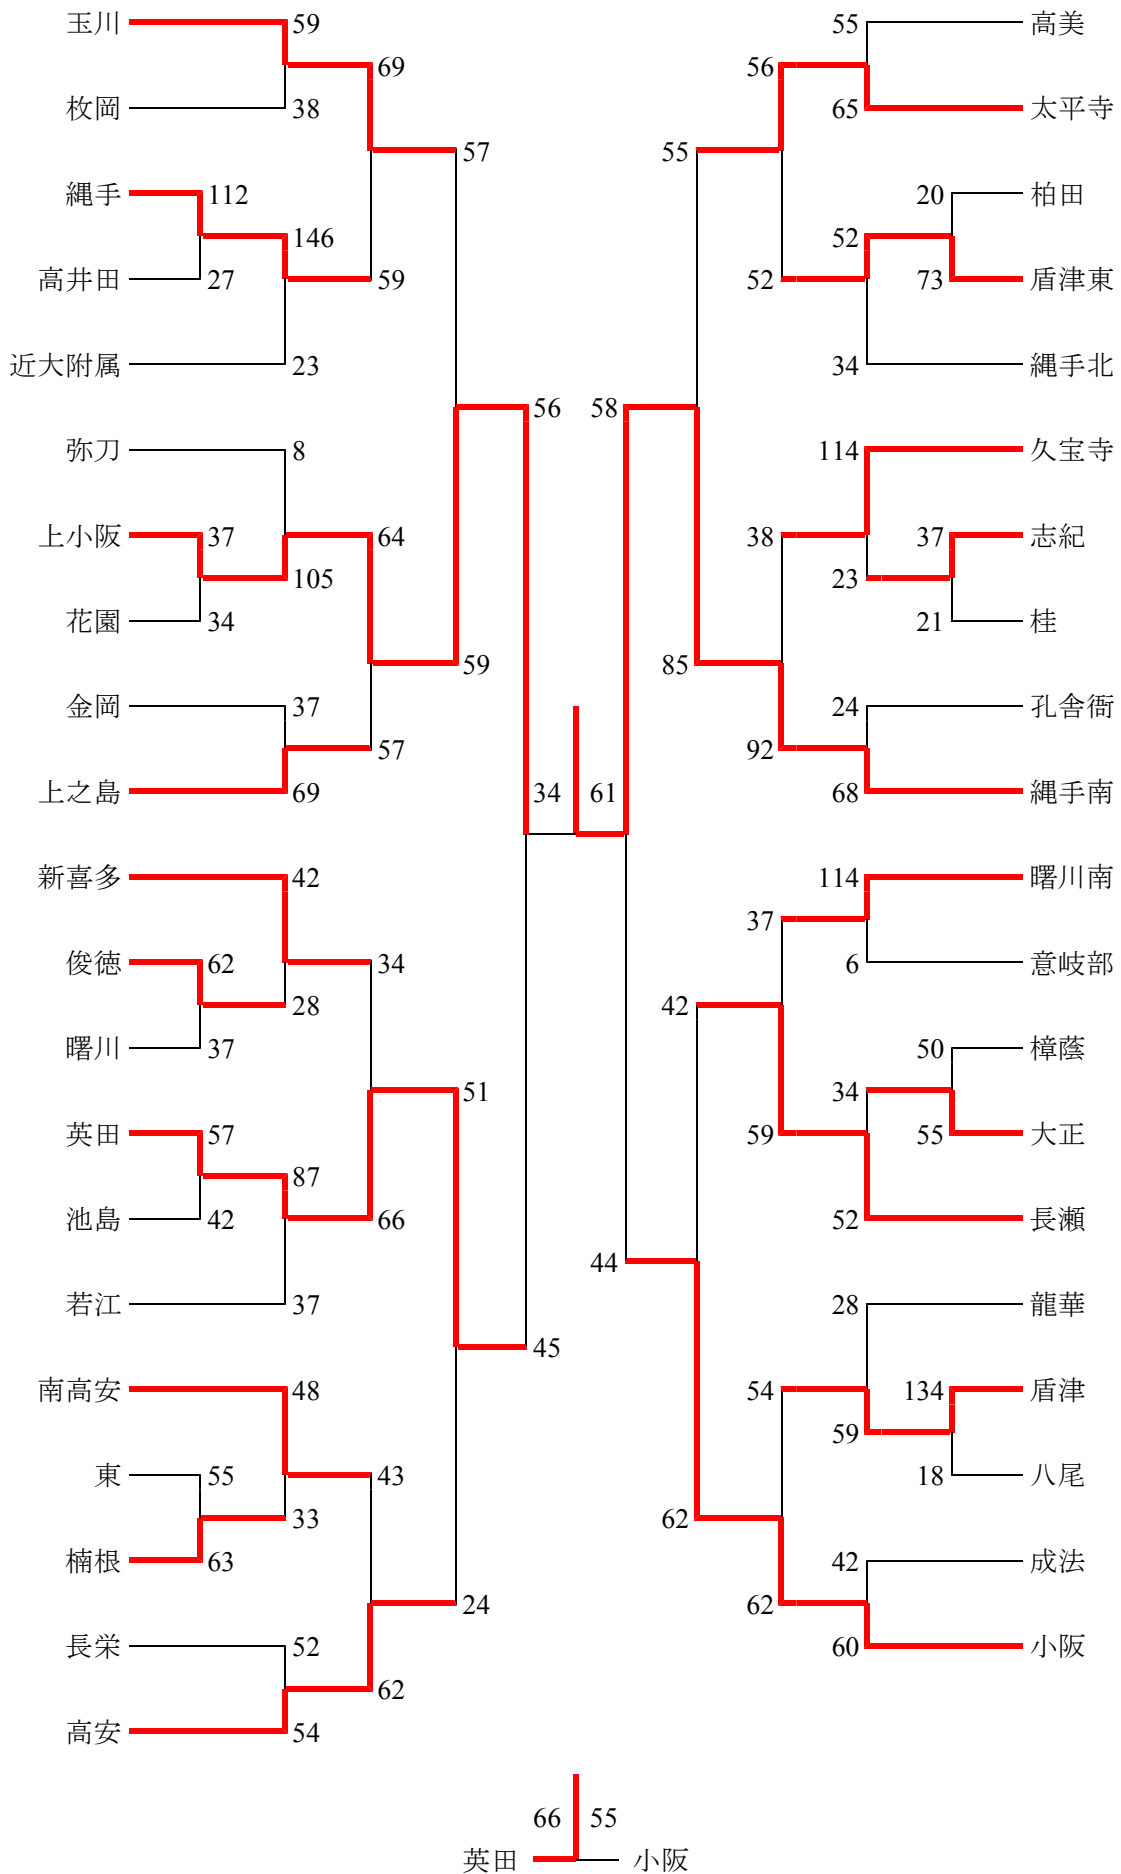 玉川 59 55 高美
69 56
枚岡 38 65 太平寺
57 55
縄手 112 20 柏田
146 52
高井田 27 59 52 73 盾津東
近大附属 23 34 縄手北
56 58
弥刀 8 114 久宝寺
上小阪 37 64 38 37 志紀
105 23
花園 34 21 桂
59 85
金岡 37 24 孔舎衙
57 92
上之島 69 34 61 68 縄手南
新喜多 42 114 曙川南
37
俊徳 62 34 6 意岐部
28 42
曙川 37 50 樟蔭
51 34
英田 57 59 55 大正
87
池島 42 66 52 長瀬
44
若江 37 28 龍華
45
南高安 48 54 134 盾津
59
東 55 43 18 八尾
33 62
楠根 63 42 成法
24 62
長栄 52 60 小阪
62
高安 54
66 55
英田 小阪